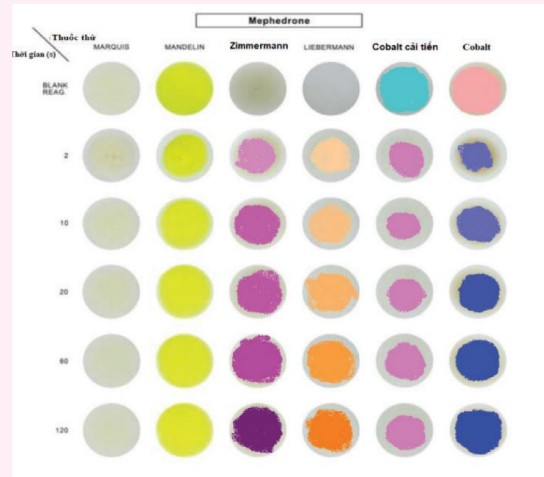 Mephedrone
Thuốc thử
Thời gian (s)
MARQUIS MANDELIN Zimmermann LIEBERMANN Cobalt cải tiến Cobalt
BLANK
REAG.
2
10
20
60
120